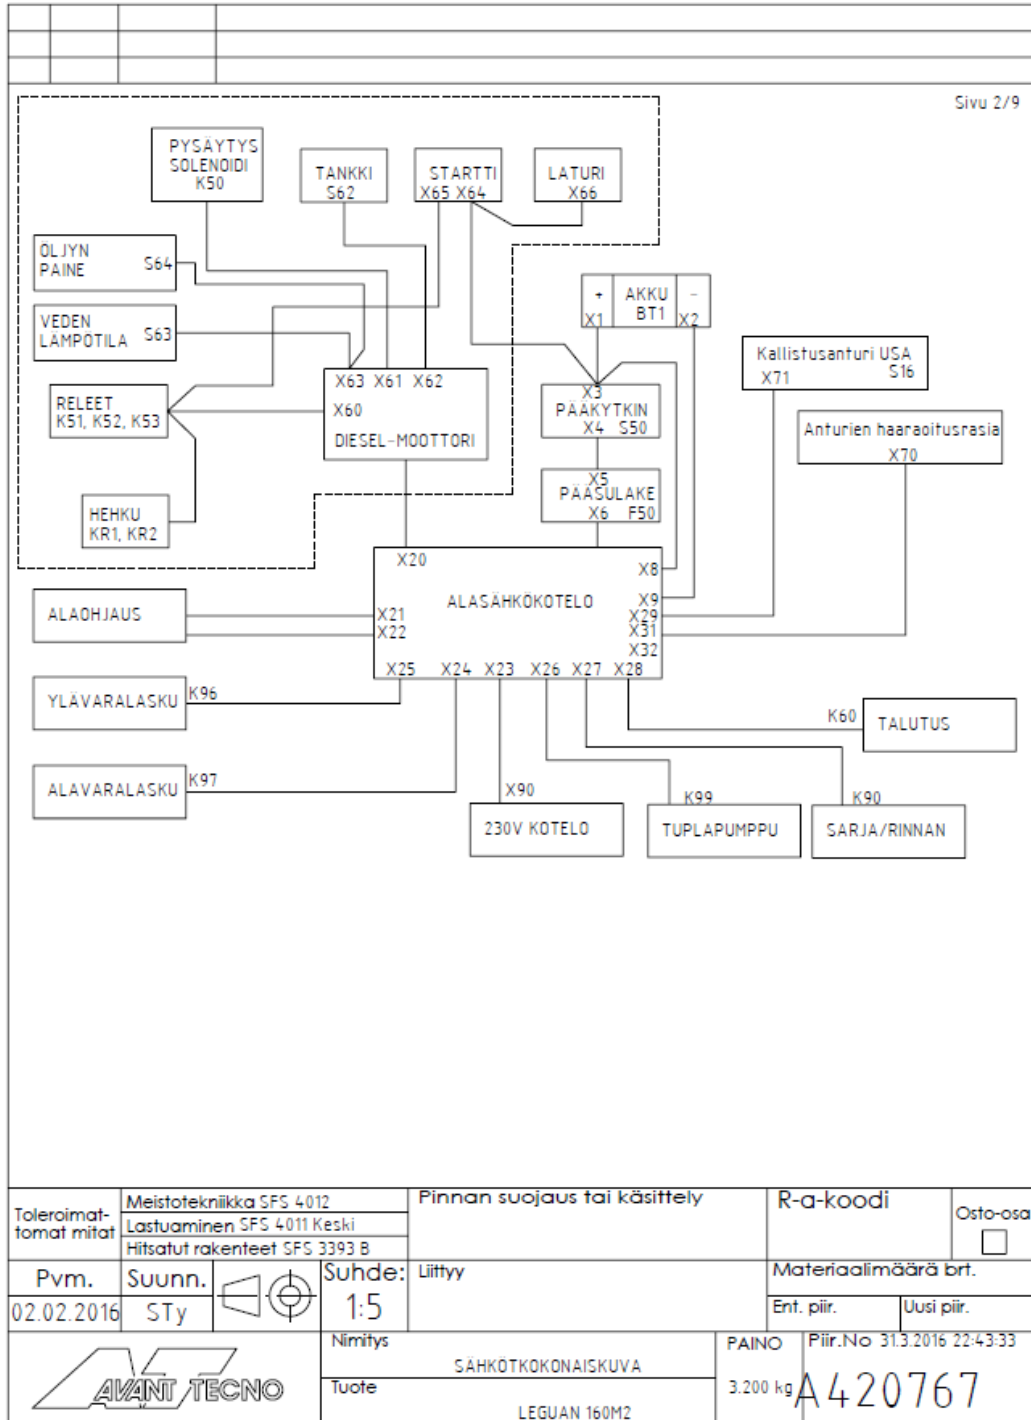 Sivu 2/9
PYSÄYTYS
SOLENOIDI
K50
TANKKI
S62
STARTTI
X65 X64
LATURI
X66
ÖLJYN
PAINE
S64
VEDEN
LÄMPÖTILA
S63
RELEET
K51, K52, K53
HEHKU
KR1, KR2
X63 X61 X62
X60
DIESEL-MOOTTORI
+ AKKU -
BT1
X1 X2
X3
PÄÄKYTKIN
X4 S50
X5
PÄÄSULAKE
X6 F50
Kallistusanturi USA
X71 S16
Anturien haaraoitusrasia
X70
X20
X8
ALASÄHKÖKOTELO
X9
X21
X29
X22
X31
X32
X25 X24 X23 X26 X27 X28
ALAOHJAUS
YLÄVARALASKU
K96
ALAVARALASKU
K97
X90
230V KOTELO
K99
TUPLAPUMPPU
K90
SARJA/RINNAN
K60
TALUTUS
Toleroimat-
tomat mitat
Meistotekniikka SFS 4012
Lastuaminen SFS 4011 Keski
Hitsatut rakenteet SFS 3393 B
Pinnan suojaus tai käsittely
R-a-koodi
Osto-osa
Pvm.
02.02.2016
Suunn.
STy
Suhde:
1:5
Liittyy
Materiaalimäärä brt.
Ent. piir.
Uusi piir.
AVANT TECNO
Nimitys
SÄHKÖTKOKONAISKUVA
Tuote
LEGUAN 160M2
PAINO
3.200 kg
Piir.No 31.3.2016 22:43:33
A420767